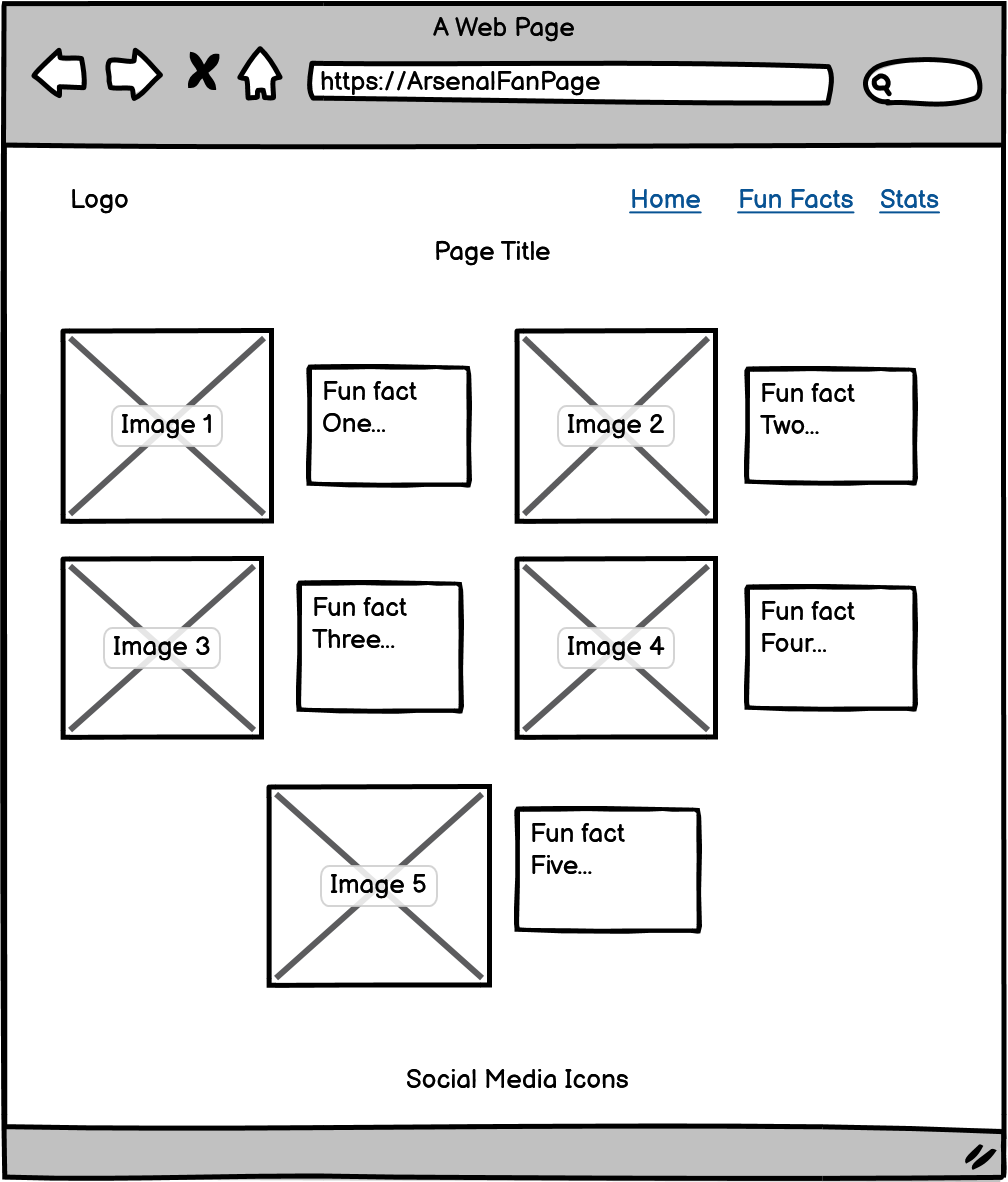 A Web Page
https://ArsenalFanPage
Logo
Home Fun Facts Stats
Page Title
Image 1
Fun fact
One...
Image 2
Fun fact
Two...
Image 3
Fun fact
Three...
Image 4
Fun fact
Four...
Image 5
Fun fact
Five...
Social Media Icons